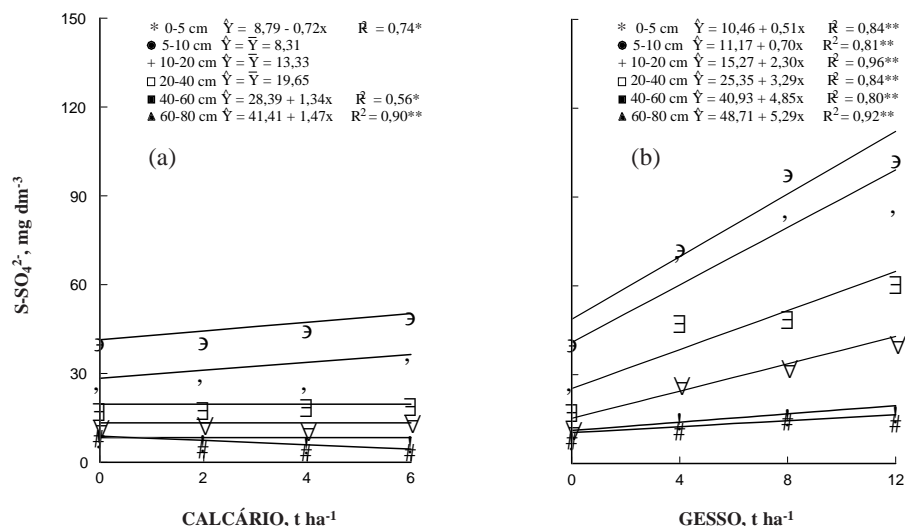 * 0-5 cm Ŷ = 8,79 - 0,72x R² = 0,74*
● 5-10 cm Ŷ = Ȳ = 8,31
+ 10-20 cm Ŷ = Ȳ = 13,33
□ 20-40 cm Ŷ = Ȳ = 19,65
■ 40-60 cm Ŷ = 28,39 + 1,34x R² = 0,56*
▲ 60-80 cm Ŷ = 41,41 + 1,47x R² = 0,90**
(a)
* 0-5 cm Ŷ = 10,46 + 0,51x R² = 0,84**
● 5-10 cm Ŷ = 11,17 + 0,70x R² = 0,81**
+ 10-20 cm Ŷ = 15,27 + 2,30x R² = 0,96**
□ 20-40 cm Ŷ = 25,35 + 3,29x R² = 0,84**
■ 40-60 cm Ŷ = 40,93 + 4,85x R² = 0,80**
▲ 60-80 cm Ŷ = 48,71 + 5,29x R² = 0,92**
(b)
S-SO₄²⁻, mg dm⁻³
150
120
90
60
30
0
0 2 4 6
CALCÁRIO, t ha⁻¹
0 4 8 12
GESSO, t ha⁻¹